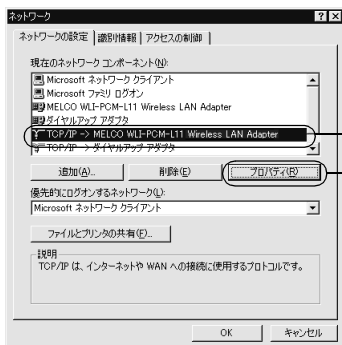 ネットワーク
ネットワークの設定 識別情報 アクセスの制御
現在のネットワーク コンポーネント(N):
Microsoft ネットワーク クライアント
Microsoft ファミリ ログオン
MELCO WLI-PCM-L11 Wireless LAN Adapter
ダイヤルアップ アダプタ
TCP/IP -> MELCO WLI-PCM-L11 Wireless LAN Adapter
TCP/IP -> ダイヤルアップ アダプタ
追加(A)... 削除(E) プロパティ(R)
優先的にログオンするネットワーク(L):
Microsoft ネットワーク クライアント
ファイルとプリンタの共有(F)...
説明
TCP/IP は、インターネットや WAN への接続に使用するプロトコルです。
OK キャンセル